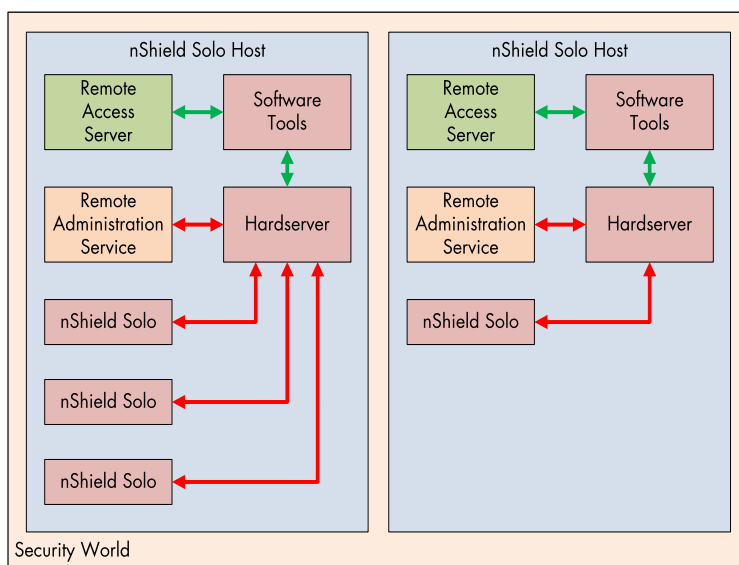 nShield Solo Host
Remote
Access
Server
Software
Tools
Remote
Administration
Service
Hardserver
nShield Solo
nShield Solo
nShield Solo
nShield Solo Host
Remote
Access
Server
Software
Tools
Remote
Administration
Service
Hardserver
nShield Solo
Security World